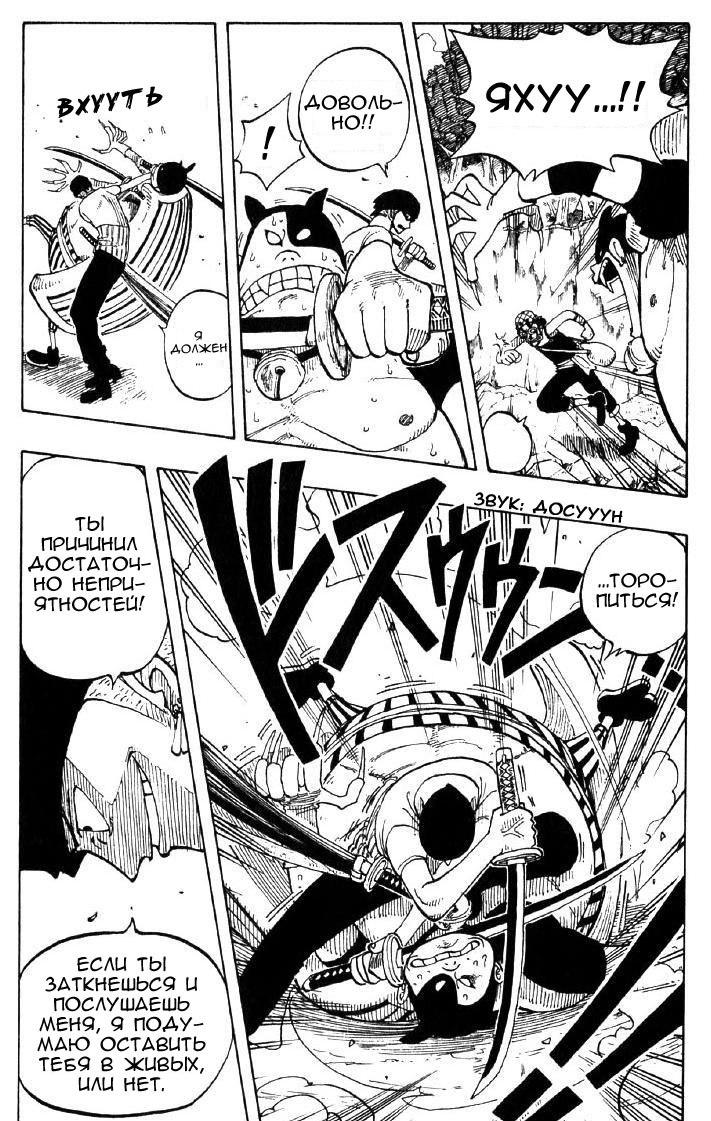 ЯХУУ...!!
ДОВОЛЬ-
НО!!
!
ВХУУТЬ
Я
ДОЛЖЕН
...
ЗВУК: ДОСУУУН
...ТОРО-
ПИТЬСЯ!
ドスゥゥン
ТЫ
ПРИЧИНИЛ
ДОСТАТОЧ-
НО НЕПРИ-
ЯТНОСТЕЙ!
ЕСЛИ ТЫ
ЗАТКНЕШЬСЯ И
ПОСЛУШАЕШЬ
МЕНЯ, Я ПОДУ-
МАЮ ОСТАВИТЬ
ТЕБЯ В ЖИВЫХ,
ИЛИ НЕТ.